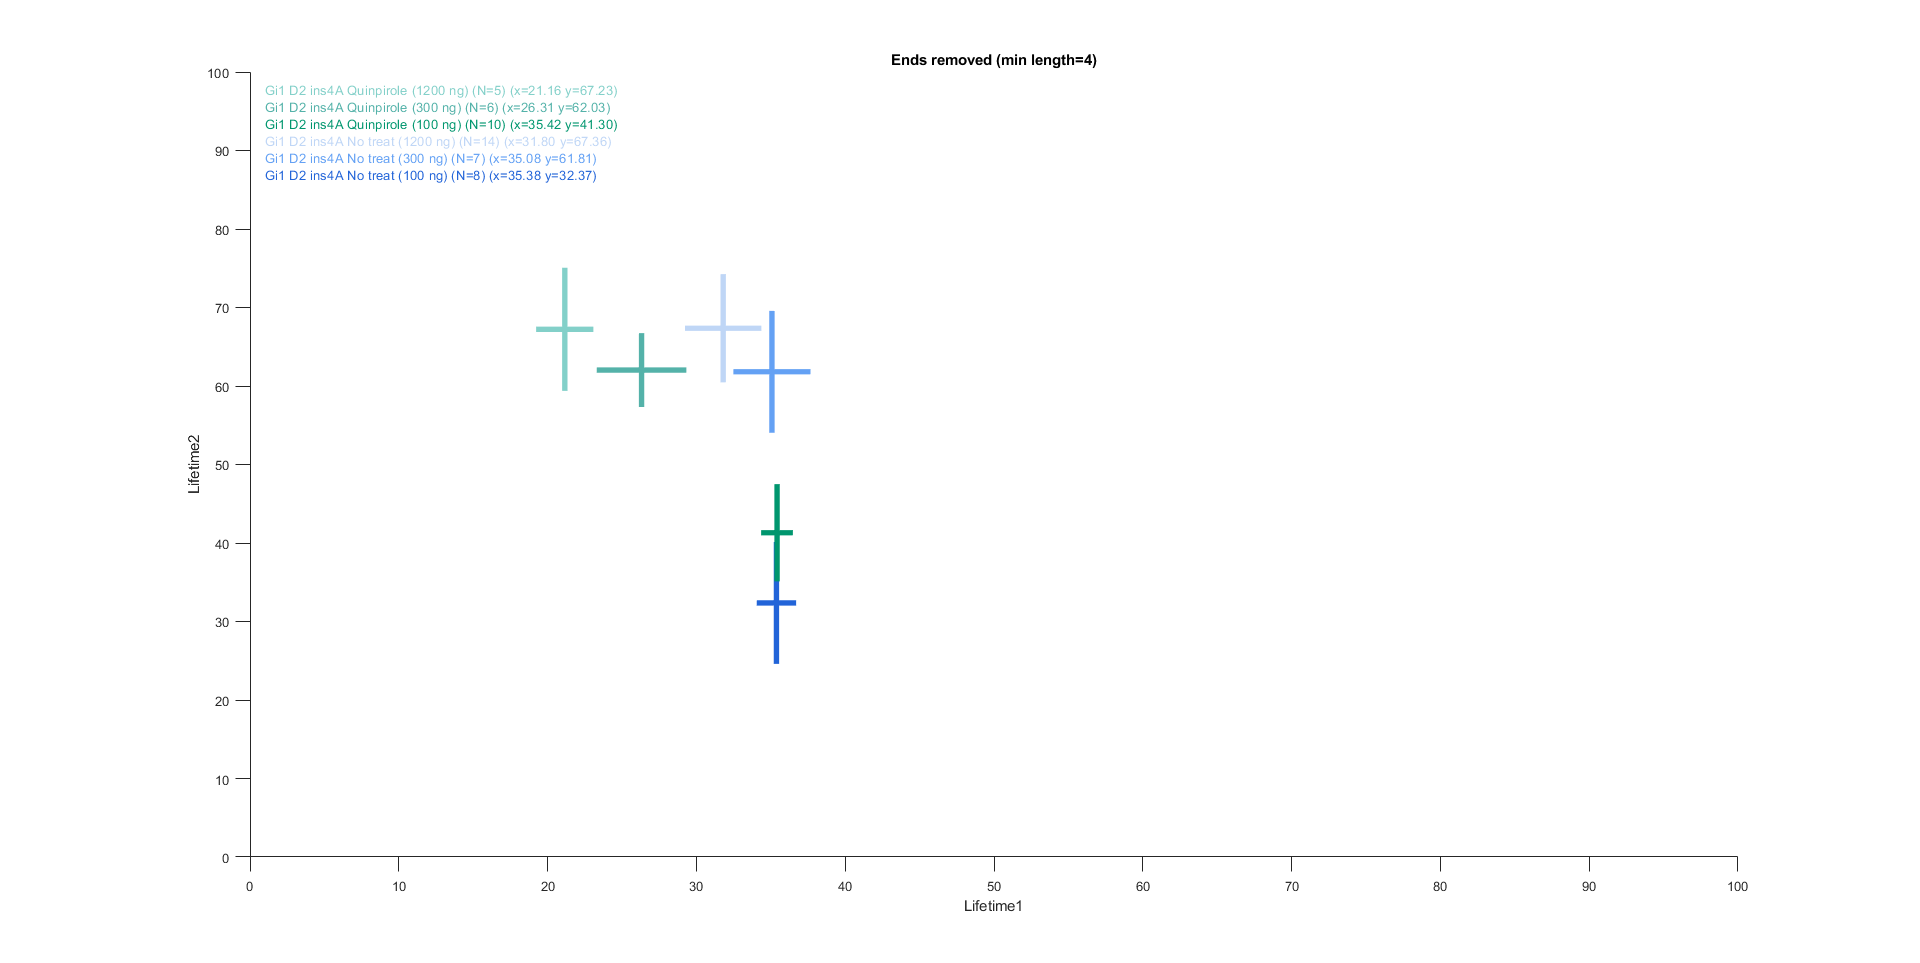 Ends removed (min length=4)
Gi1 D2 ins4A Quinpirole (1200 ng) (N=5) (x=21.16 y=67.23)
Gi1 D2 ins4A Quinpirole (300 ng) (N=6) (x=26.31 y=62.03)
Gi1 D2 ins4A Quinpirole (100 ng) (N=10) (x=35.42 y=41.30)
Gi1 D2 ins4A No treat (1200 ng) (N=14) (x=31.80 y=67.36)
Gi1 D2 ins4A No treat (300 ng) (N=7) (x=35.08 y=61.81)
Gi1 D2 ins4A No treat (100 ng) (N=8) (x=35.38 y=32.37)
100
90
80
70
60
50
40
30
20
10
0
Lifetime2
0 10 20 30 40 50 60 70 80 90 100
Lifetime1